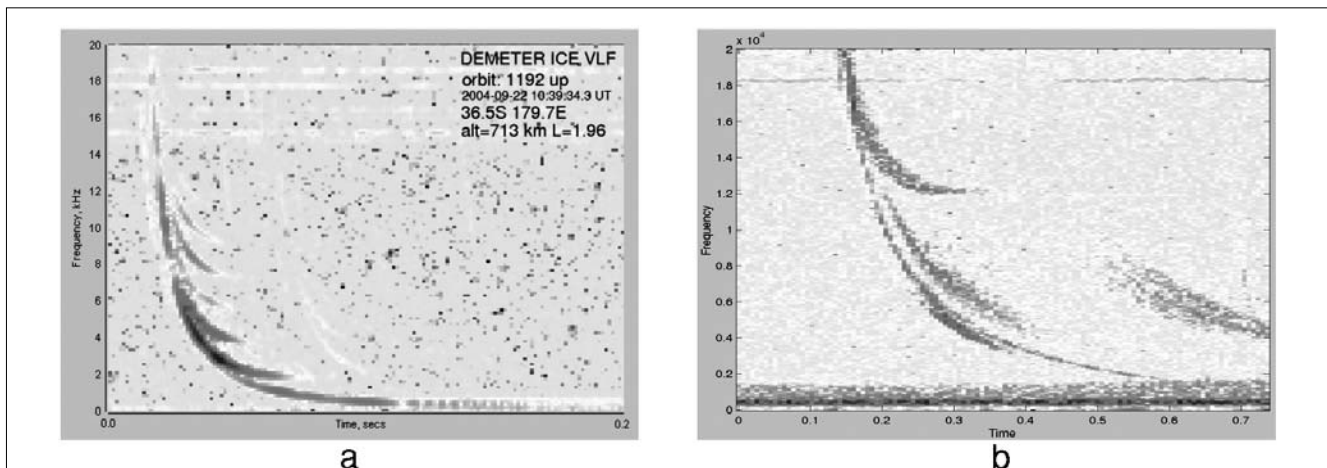 DEMETER ICE VLF
orbit: 1192 up
2004-09-22 10:39:34.3 UT
36.5S 179.7E
alt=713 km L=1.96
20
18
16
14
12
10
8
6
4
2
0
Frequency, kHz
0.0
Time, secs
0.2
a
x 10⁴
2
1.8
1.6
1.4
1.2
1
0.8
0.6
0.4
0.2
0
Frequency
0 0.1 0.2 0.3 0.4 0.5 0.6 0.7
Time
b